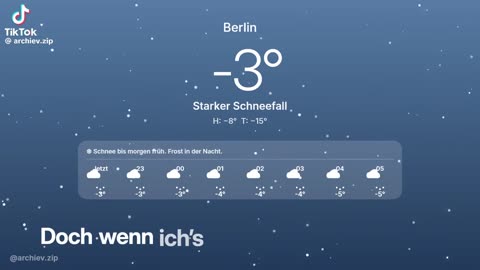 TikTok
@ archiev.zip
Berlin
-3°
Starker Schneefall
H: -8° T: -15°
Schnee bis morgen früh. Frost in der Nacht.
Jetzt 23 00 01 02 03 04 05
-3° -3° -3° -4° -4° -4° -5° -5°
Doch wenn ich's
@archiev.zip